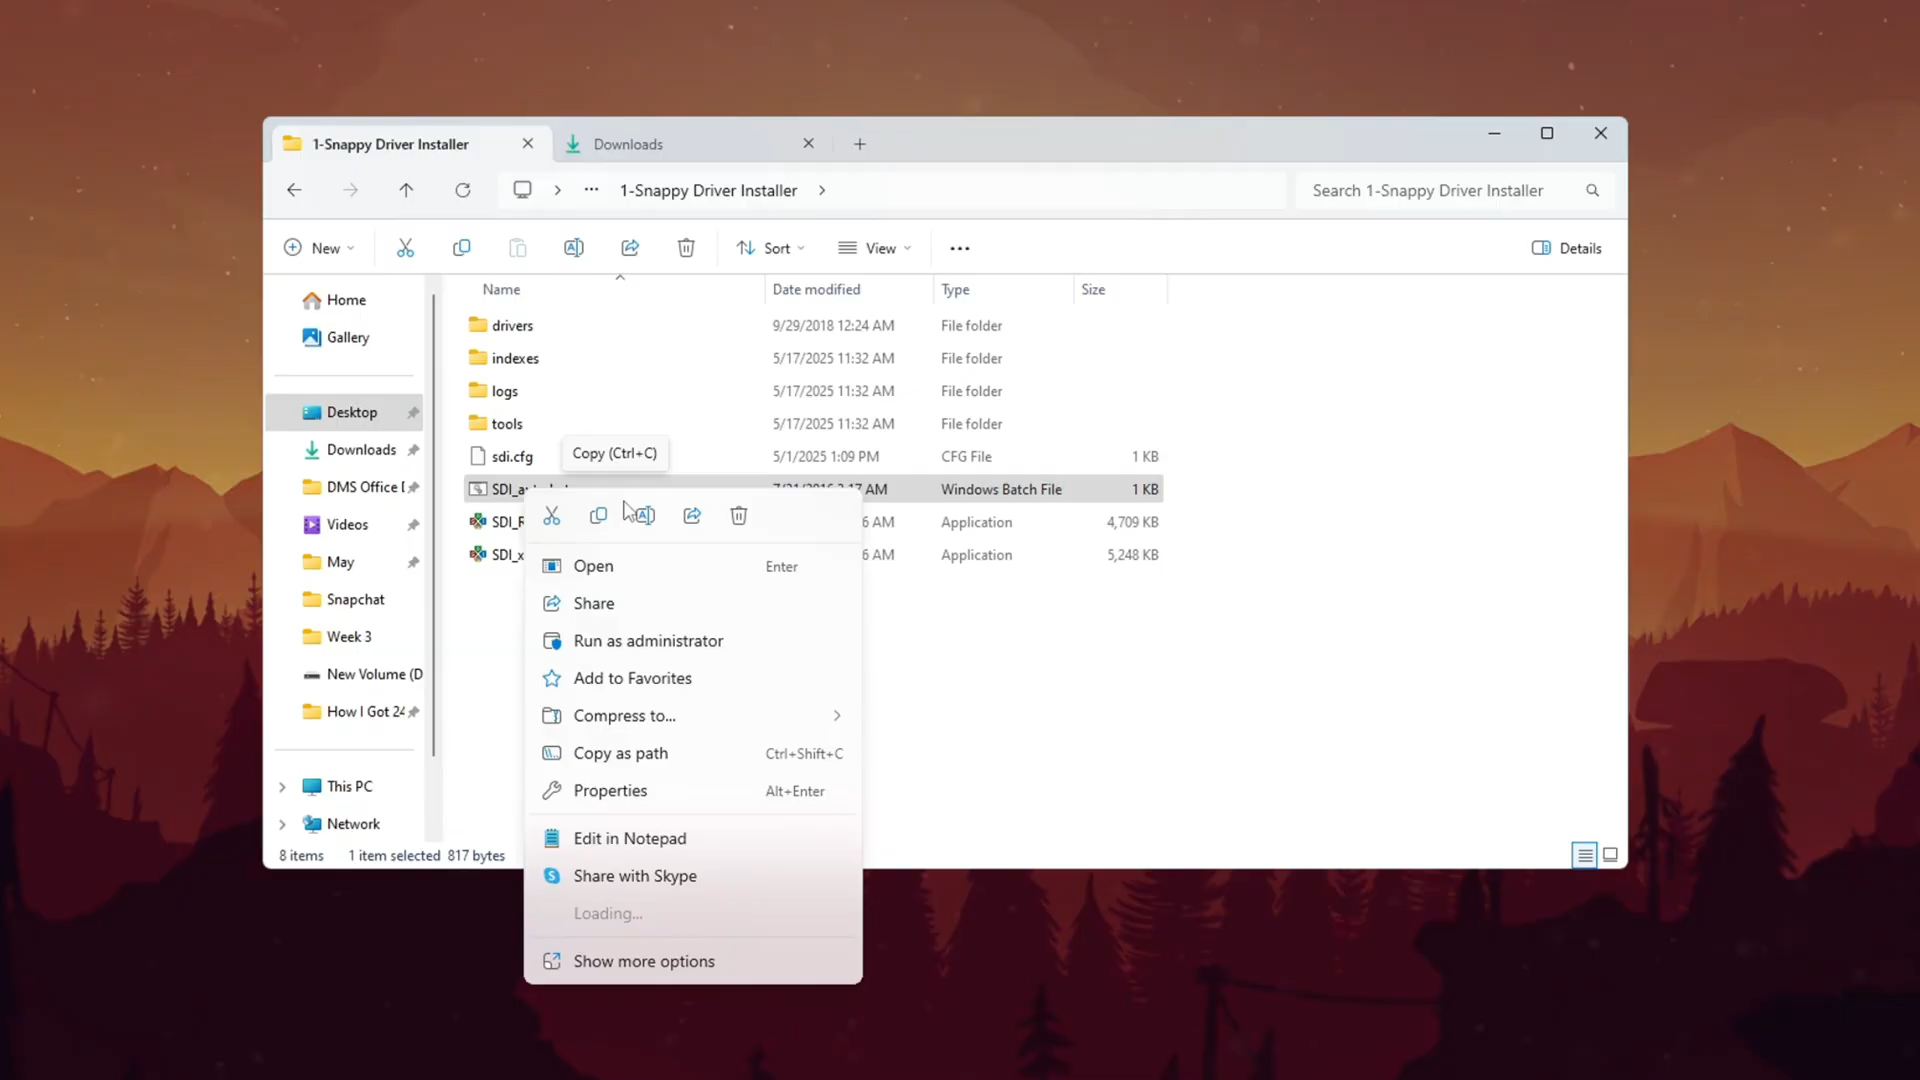 1-Snappy Driver Installer
Downloads
1-Snappy Driver Installer
Search 1-Snappy Driver Installer
New
Sort
View
Details
Name Date modified Type Size
Home
Gallery
Desktop
Downloads
DMS Office [
Videos
May
Snapchat
Week 3
New Volume (D
How I Got 24
This PC
Network
drivers 9/29/2018 12:24 AM File folder
indexes 5/17/2025 11:32 AM File folder
logs 5/17/2025 11:32 AM File folder
tools 5/17/2025 11:32 AM File folder
sdi.cfg 5/1/2025 1:09 PM CFG File 1 KB
Copy (Ctrl+C)
AM Windows Batch File 1 KB
SDI_R 6 AM Application 4,709 KB
SDI_x 6 AM Application 5,248 KB
Open Enter
Share
Run as administrator
Add to Favorites
Compress to...
Copy as path Ctrl+Shift+C
Properties Alt+Enter
Edit in Notepad
Share with Skype
Loading...
Show more options
8 items 1 item selected 817 bytes